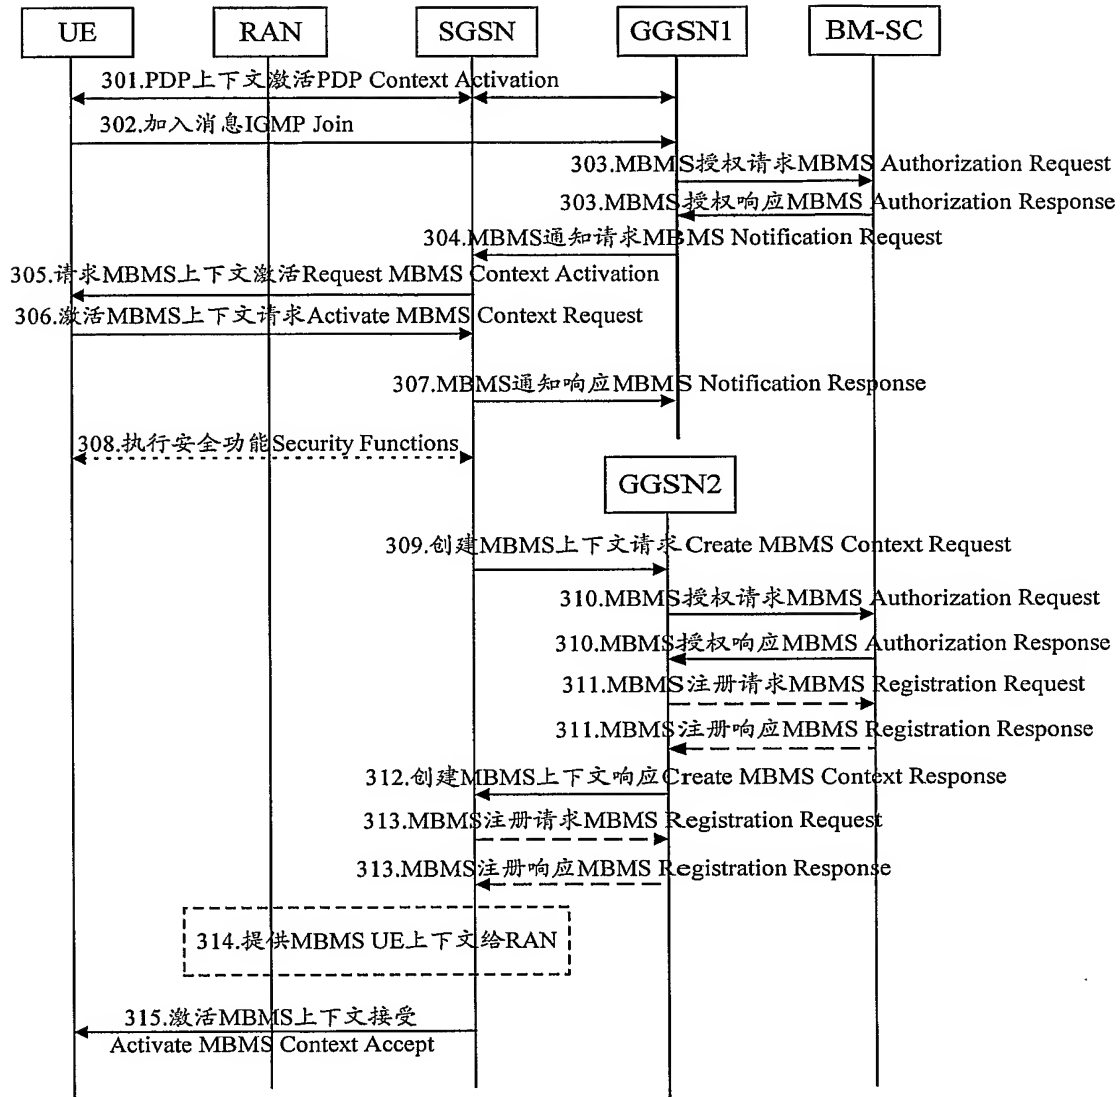 UE
RAN
SGSN
GGSN1
BM-SC
301.PDP上下文激活PDP Context Activation
302.加入消息IGMP Join
303.MBMS授权请求MBMS Authorization Request
303.MBMS授权响应MBMS Authorization Response
304.MBMS通知请求MBMS Notification Request
305.请求MBMS上下文激活Request MBMS Context Activation
306.激活MBMS上下文请求Activate MBMS Context Request
307.MBMS通知响应MBMS Notification Response
308.执行安全功能Security Functions
GGSN2
309.创建MBMS上下文请求 Create MBMS Context Request
310.MBMS授权请求MBMS Authorization Request
310.MBMS授权响应MBMS Authorization Response
311.MBMS注册请求MBMS Registration Request
311.MBMS注册响应MBMS Registration Response
312.创建MBMS上下文响应Create MBMS Context Response
313.MBMS注册请求MBMS Registration Request
313.MBMS注册响应MBMS Registration Response
314.提供MBMS UE上下文给RAN
315.激活MBMS上下文接受
Activate MBMS Context Accept